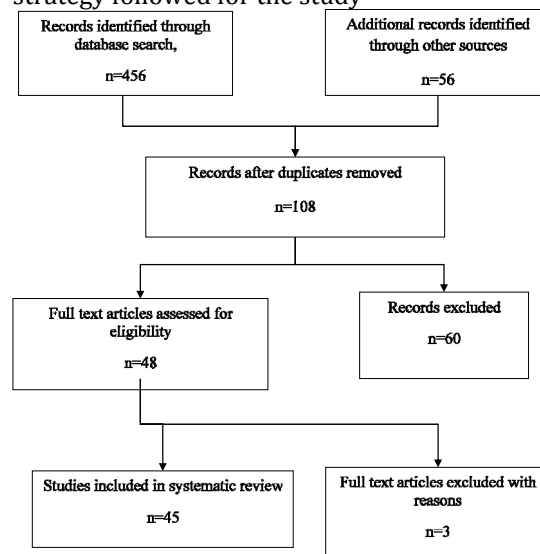 strategy followed for the study
Records identified through
database search,
n=456
Additional records identified
through other sources
n=56
Records after duplicates removed
n=108
Full text articles assessed for
eligibility
n=48
Records excluded
n=60
Studies included in systematic review
n=45
Full text articles excluded with
reasons
n=3